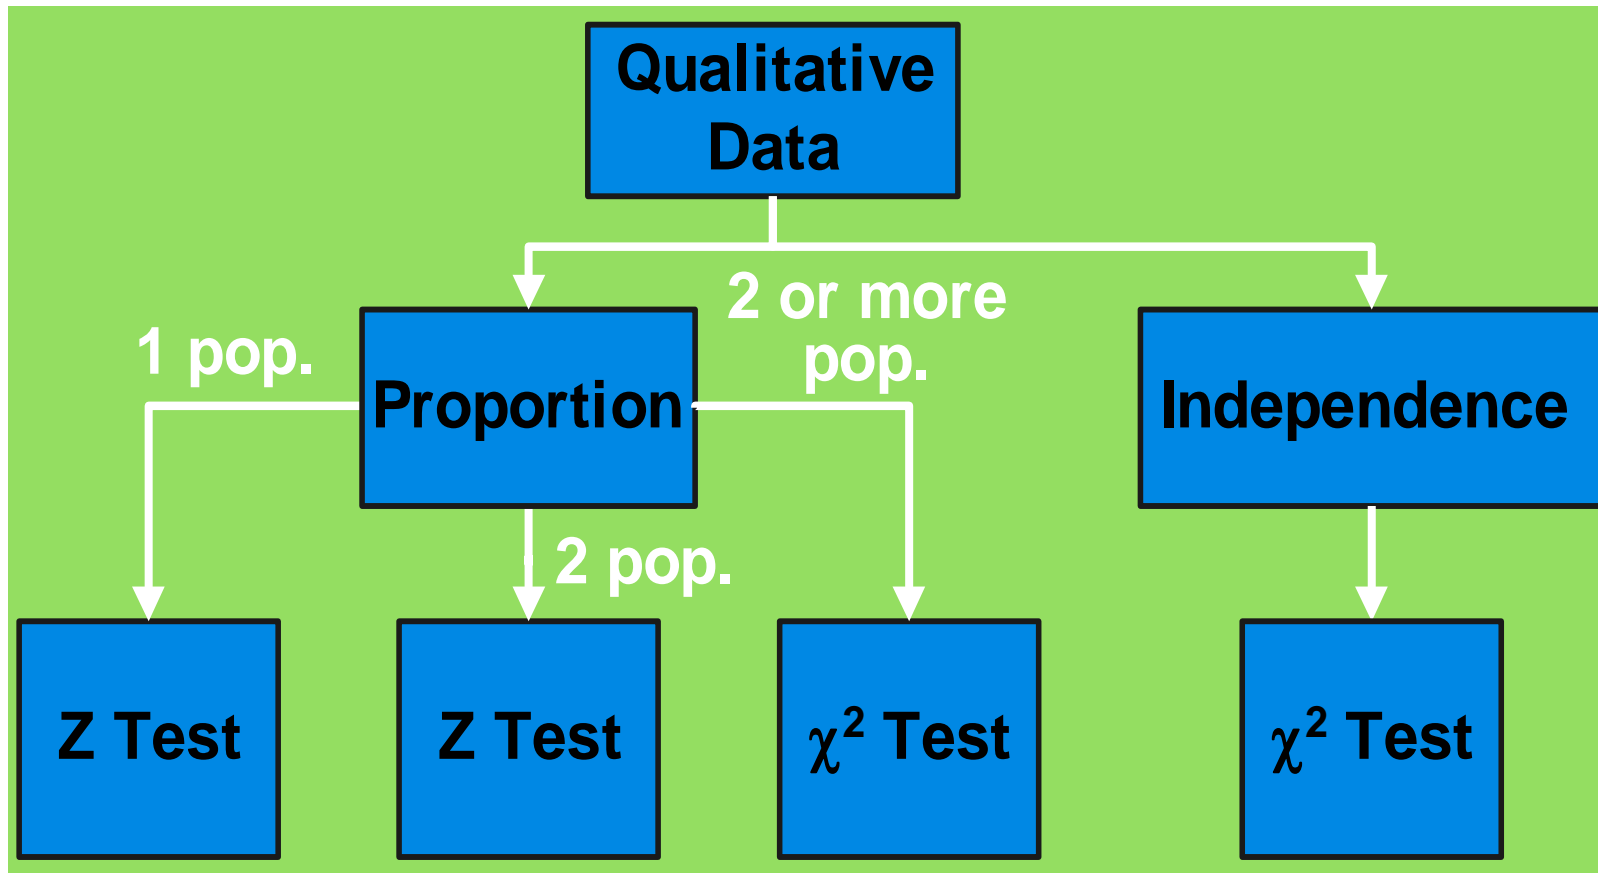 Qualitative
Data
2 or more
pop.
1 pop.
Proportion
Independence
2 pop.
Z Test
Z Test
χ² Test
χ² Test